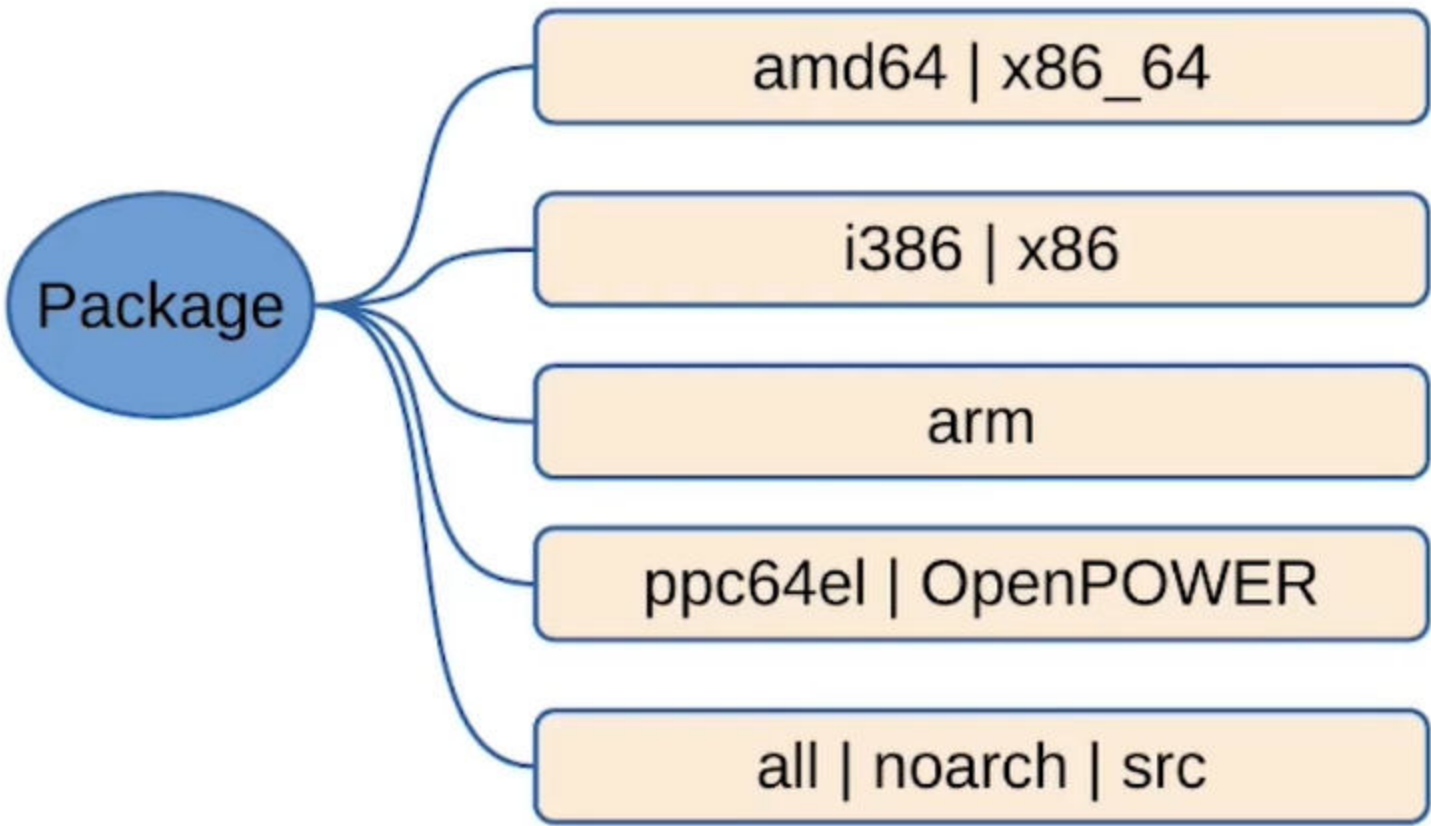 amd64 | x86_64
i386 | x86
Package
arm
ppc64el | OpenPOWER
all | noarch | src